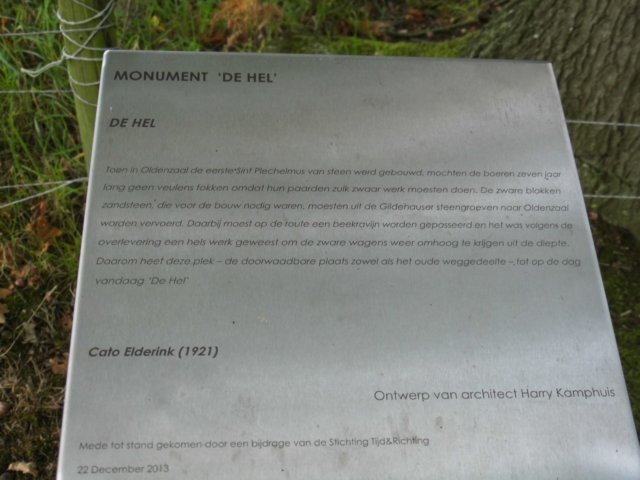 MONUMENT 'DE HEL'
DE HEL
Toen in Oldenzaal de eerste Sint Plechelmus van steen werd gebouwd, mochten de boeren zeven jaar
lang geen veulens fokken omdat hun paarden zulk zwaar werk moesten doen. De zware blokken
zandsteen, die voor de bouw nodig waren, moesten uit de Gildehauser steengroeven naar Oldenzaal
worden vervoerd. Daarbij moest op de route een beekravijn worden gepasseerd en het was volgens de
overlevering een hels werk geweest om de zware wagens weer omhoog te krijgen uit de diepte.
Daarom heet deze plek – de doorwaadbare plaats zowel als het oude weggedeelte – tot op de dag
vandaag 'De Hel'
Cato Elderink (1921)
Ontwerp van architect Harry Kamphuis
Mede tot stand gekomen door een bijdrage van de Stichting Tijd&Richting
22 December 2013